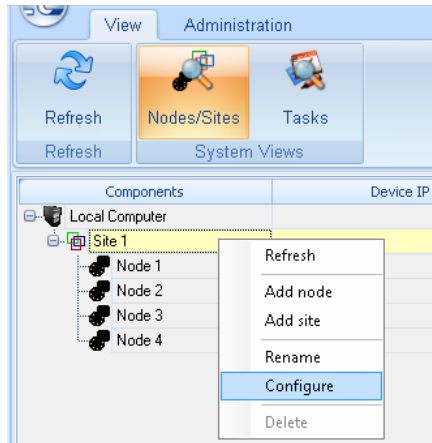 View Administration
Refresh Nodes/Sites Tasks
Refresh System Views
Components Device IP
Local Computer
Site 1
Node 1
Node 2
Node 3
Node 4
Refresh
Add node
Add site
Rename
Configure
Delete